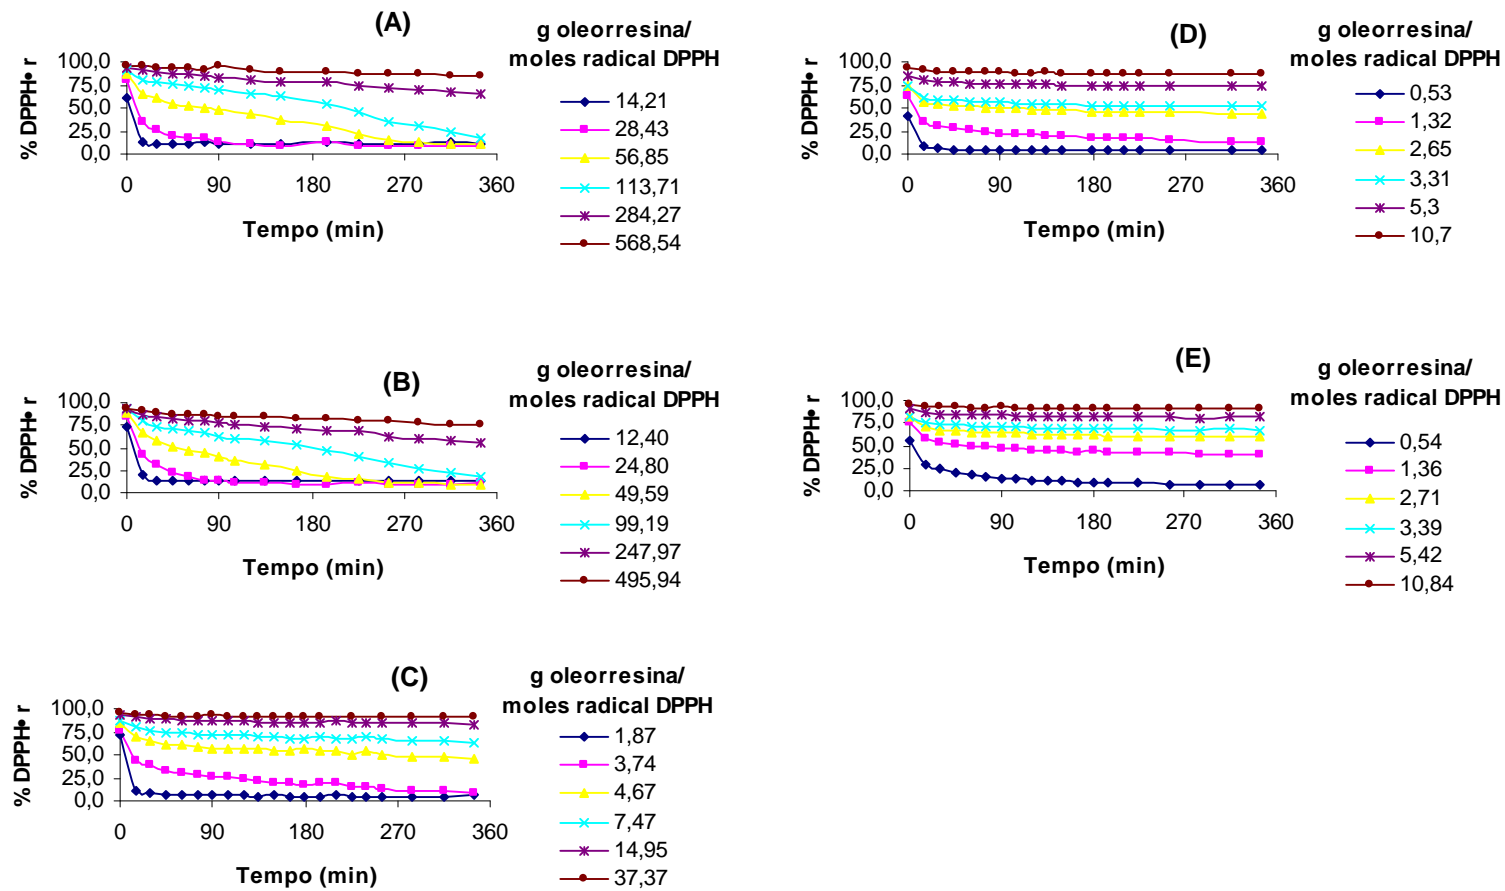 (A)
g oleorresina/
moles radical DPPH
% DPPH• r
100,0
75,0
50,0
25,0
0,0
0 90 180 270 360
Tempo (min)
14,21
28,43
56,85
113,71
284,27
568,54
(D)
g oleorresina/
moles radical DPPH
% DPPH• r
100,0
75,0
50,0
25,0
0,0
0 90 180 270 360
Tempo (min)
0,53
1,32
2,65
3,31
5,3
10,7
(B)
g oleorresina/
moles radical DPPH
% DPPH• r
100,0
75,0
50,0
25,0
0,0
0 90 180 270 360
Tempo (min)
12,40
24,80
49,59
99,19
247,97
495,94
(E)
g oleorresina/
moles radical DPPH
% DPPH• r
100,0
75,0
50,0
25,0
0,0
0 90 180 270 360
Tempo (min)
0,54
1,36
2,71
3,39
5,42
10,84
(C)
g oleorresina/
moles radical DPPH
% DPPH• r
100,0
75,0
50,0
25,0
0,0
0 90 180 270 360
Tempo (min)
1,87
3,74
4,67
7,47
14,95
37,37